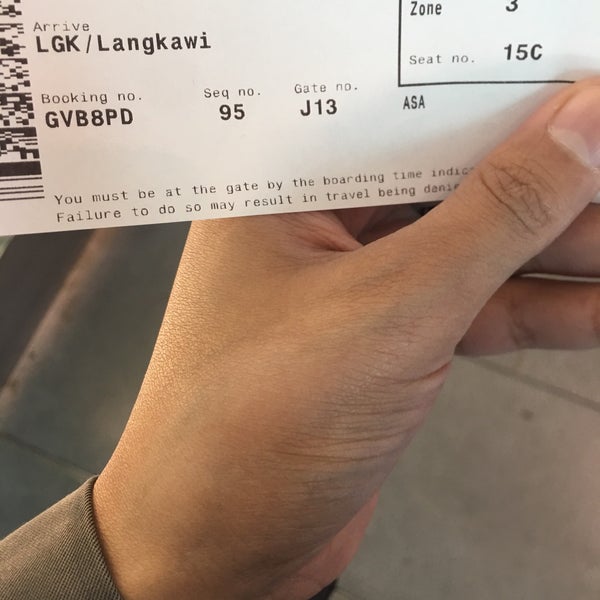 Zone 3
Arrive
LGK/Langkawi
Seat no. 15C
Booking no. Seq no. Gate no.
GVB8PD 95 J13 ASA
You must be at the gate by the boarding time
Failure to do so may result in travel being